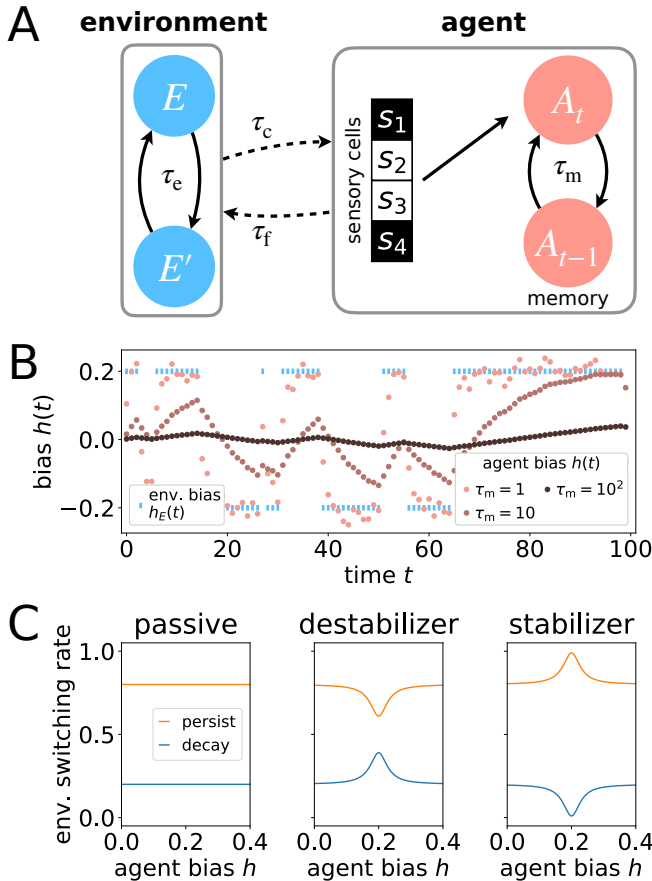 A
environment
agent
E
τe
E′
τc
τf
sensory cells
s1
s2
s3
s4
At
τm
At−1
memory
B
bias h(t)
0.2
0.0
−0.2
env. bias
hE(t)
agent bias h(t)
τm = 1
τm = 10²
τm = 10
0 20 40 60 80 100
time t
C
passive
destabilizer
stabilizer
env. switching rate
1.0
0.5
0.0
persist
decay
0.0 0.2 0.4
0.0 0.2 0.4
0.0 0.2 0.4
agent bias h
agent bias h
agent bias h